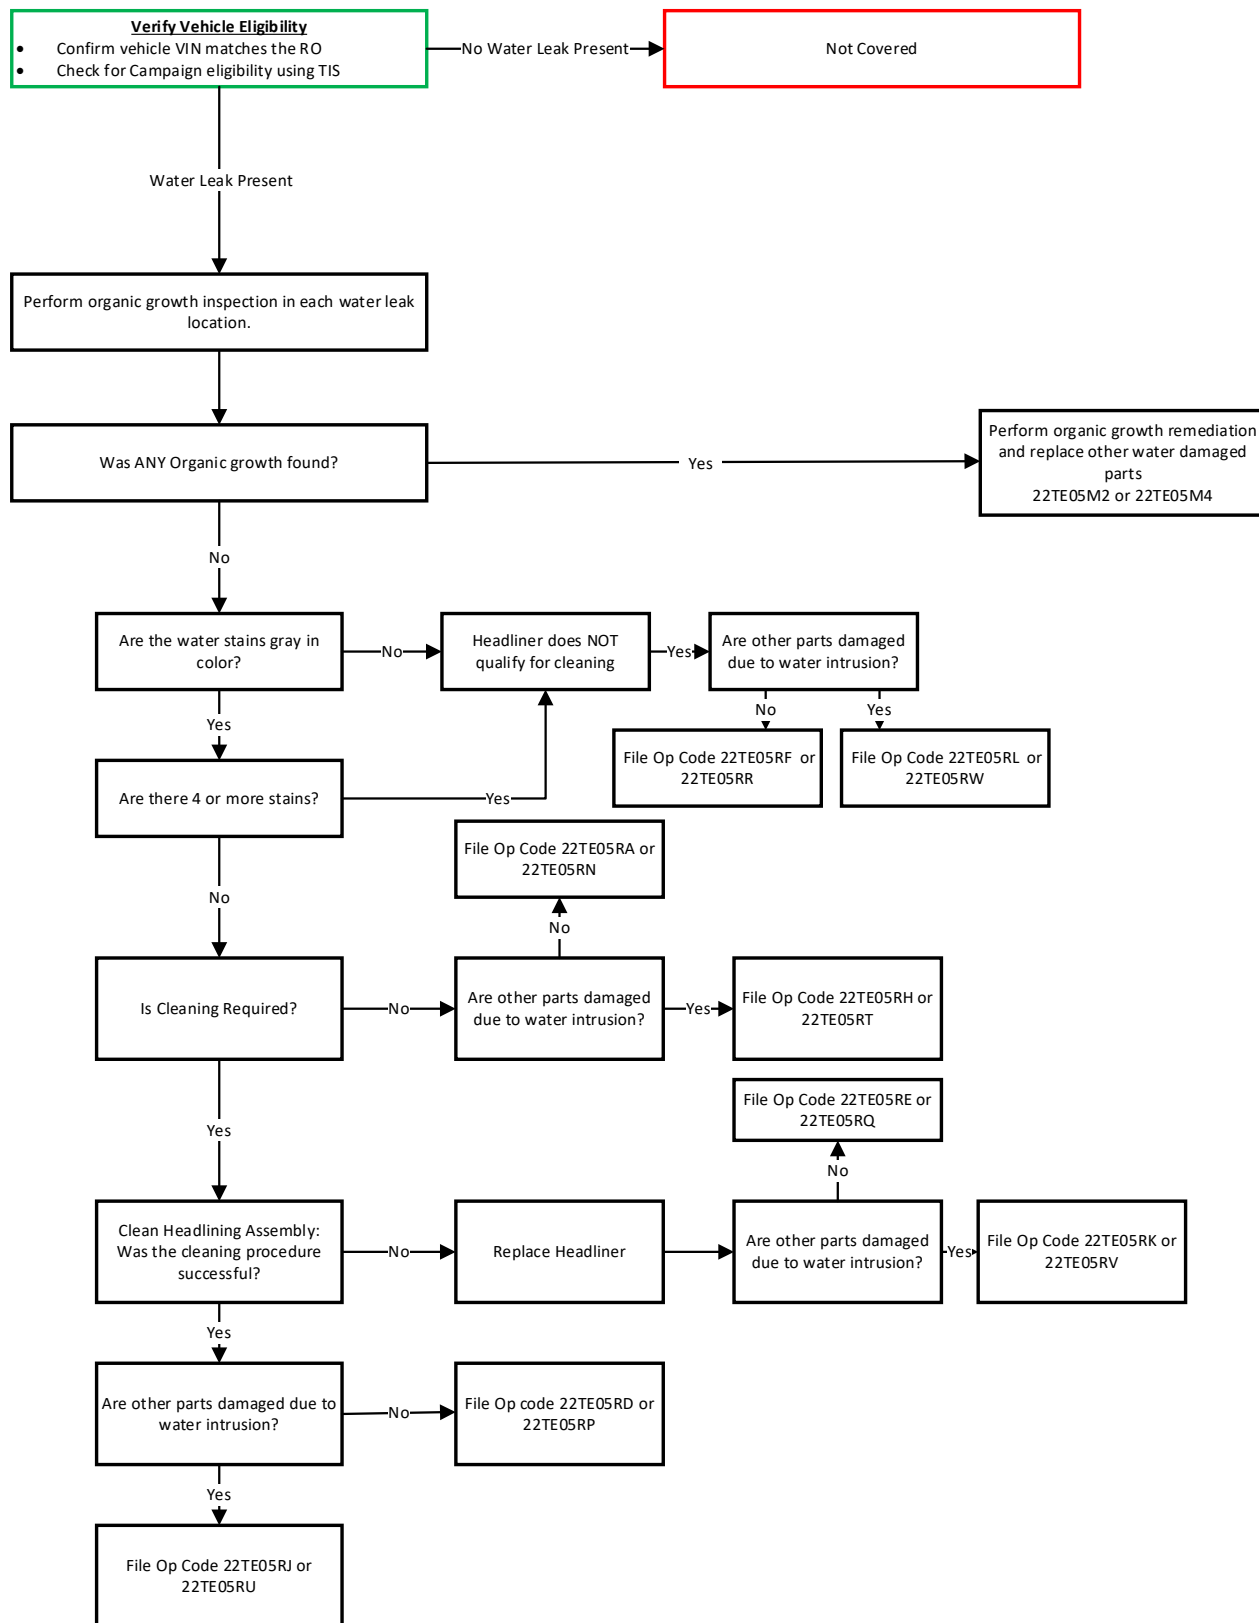 Verify Vehicle Eligibility
• Confirm vehicle VIN matches the RO
• Check for Campaign eligibility using TIS
No Water Leak Present
Not Covered
Water Leak Present
Perform organic growth inspection in each water leak
location.
Was ANY Organic growth found?
Yes
Perform organic growth remediation
and replace other water damaged
parts
22TE05M2 or 22TE05M4
No
Are the water stains gray in
color?
No
Headliner does NOT
qualify for cleaning
Yes
Are other parts damaged
due to water intrusion?
No
Yes
File Op Code 22TE05RF or
22TE05RR
File Op Code 22TE05RL or
22TE05RW
Yes
Are there 4 or more stains?
Yes
File Op Code 22TE05RA or
22TE05RN
No
No
Is Cleaning Required?
No
Are other parts damaged
due to water intrusion?
Yes
File Op Code 22TE05RH or
22TE05RT
File Op Code 22TE05RE or
22TE05RQ
Yes
No
Clean Headlining Assembly:
Was the cleaning procedure
successful?
No
Replace Headliner
Are other parts damaged
due to water intrusion?
Yes
File Op Code 22TE05RK or
22TE05RV
Yes
Are other parts damaged due to
water intrusion?
No
File Op code 22TE05RD or
22TE05RP
Yes
File Op Code 22TE05RJ or
22TE05RU